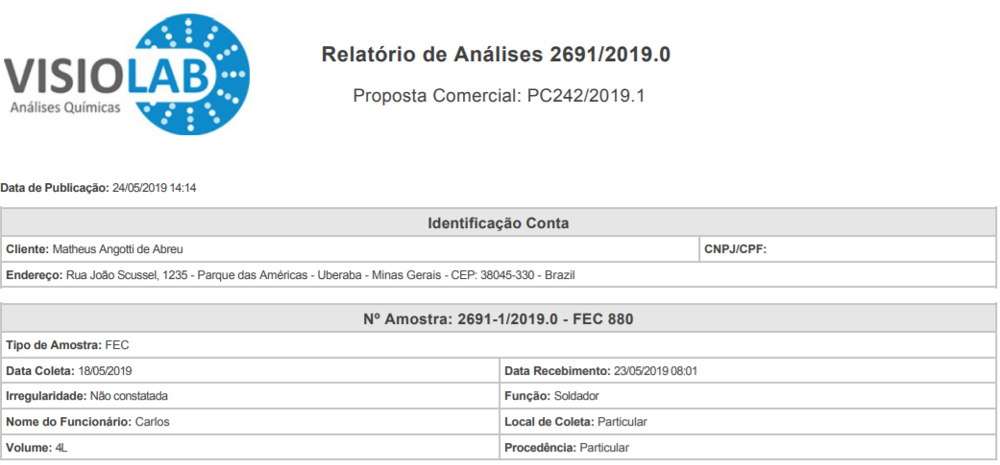 VISIOLAB
Análises Químicas
Relatório de Análises 2691/2019.0
Proposta Comercial: PC242/2019.1
Data de Publicação: 24/05/2019 14:14
Identificação Conta
Cliente: Matheus Angotti de Abreu CNPJ/CPF:
Endereço: Rua João Scussel, 1235 - Parque das Américas - Uberaba - Minas Gerais - CEP: 38045-330 - Brazil
Nº Amostra: 2691-1/2019.0 - FEC 880
Tipo de Amostra: FEC
Data Coleta: 18/05/2019 Data Recebimento: 23/05/2019 08:01
Irregularidade: Não constatada Função: Soldador
Nome do Funcionário: Carlos Local de Coleta: Particular
Volume: 4L Procedência: Particular